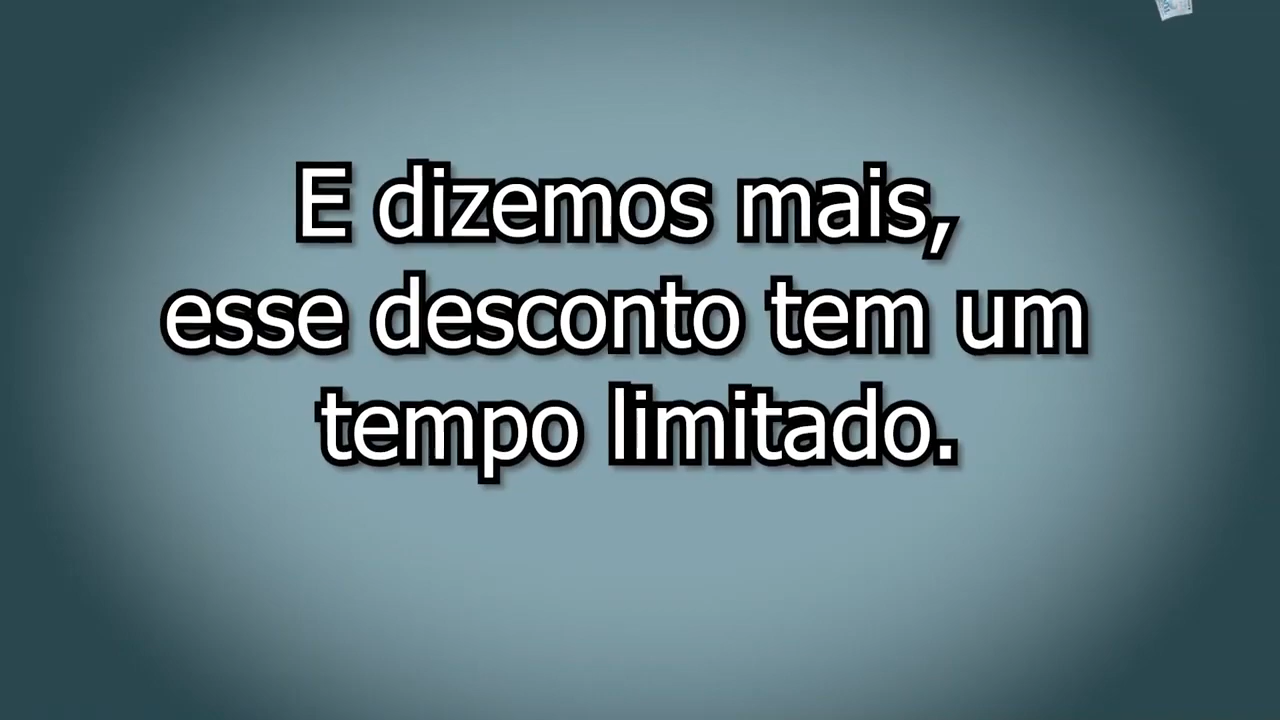 E dizemos mais,
esse desconto tem um
tempo limitado.